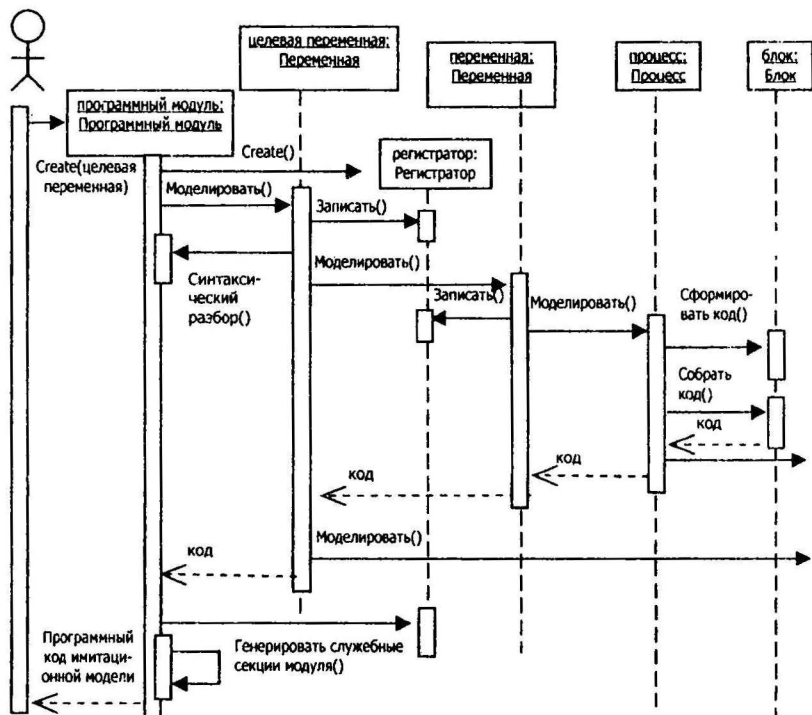 целевая переменная:
Переменная
переменная:
Переменная
процесс:
Процесс
блок:
Блок
программный модуль:
Программный модуль
регистратор:
Регистратор
Create(целевая
переменная)
Create()
Моделировать()
Записать()
Синтакси-
ческий
разбор()
Моделировать()
Записать()
Моделировать()
Сформиро-
вать код()
Собрать
код()
код
код
код
Моделировать()
код
Программный
код имитаци-
онной модели
Генерировать служебные
секции модуля()